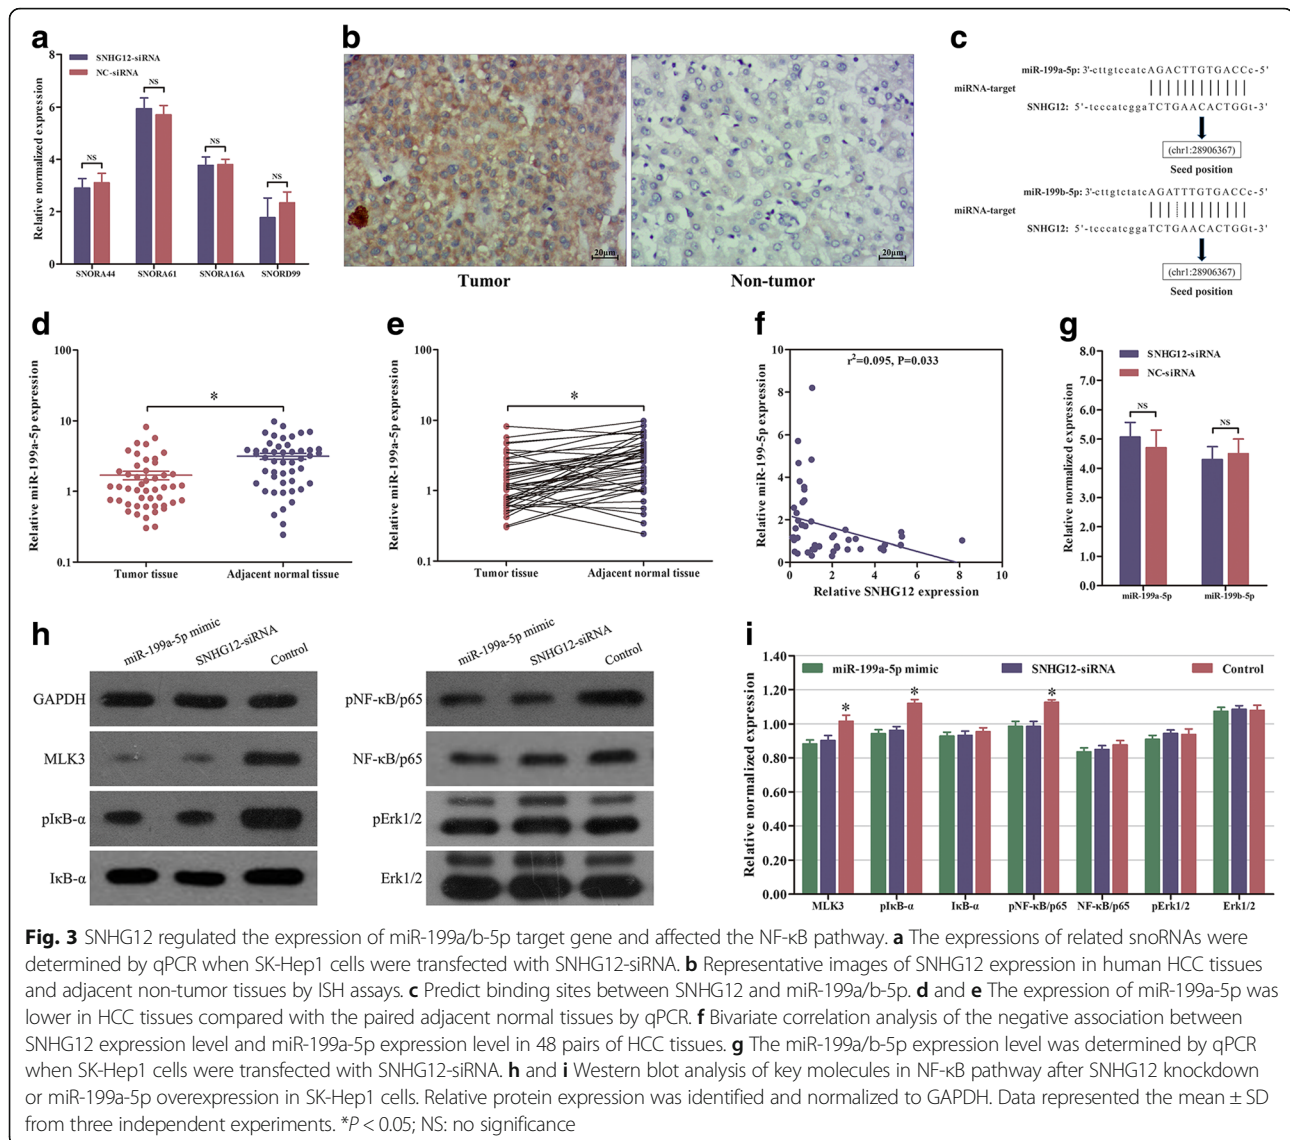 a
SNHG12-siRNA
NC-siRNA
Relative normalized expression
8
6
4
2
0
NS
NS
NS
NS
SNORA44 SNORA61 SNORA16A SNORD99
b
20μm
20μm
Tumor Non-tumor
c
miR-199a-5p: 3'-cttgtccatcAGACTTGTGACCc-5'
miRNA-target
SNHG12: 5'-tcccatcggaTCTGAACACTGGt-3'
(chr1:28906367)
Seed position
miR-199b-5p: 3'-cttgtctatcAGATTTGTGACCc-5'
miRNA-target
SNHG12: 5'-tcccatcggaTCTGAACACTGGt-3'
(chr1:28906367)
Seed position
d
Relative miR-199a-5p expression
100
10
1
0.1
*
Tumor tissue Adjacent normal tissue
e
Relative miR-199a-5p expression
100
10
1
0.1
*
Tumor tissue Adjacent normal tissue
f
Relative miR-199-5p expression
10
8
6
4
2
0
r²=0.095, P=0.033
0 2 4 6 8 10
Relative SNHG12 expression
g
Relative normalized expression
8.0
7.0
6.0
5.0
4.0
3.0
2.0
1.0
0.0
SNHG12-siRNA
NC-siRNA
NS
NS
miR-199a-5p miR-199b-5p
h
miR-199a-5p mimic SNHG12-siRNA Control
GAPDH
MLK3
pIκB-α
IκB-α
miR-199a-5p mimic SNHG12-siRNA Control
pNF-κB/p65
NF-κB/p65
pErk1/2
Erk1/2
i
Relative normalized expression
1.40
1.20
1.00
0.80
0.60
0.40
0.20
0.00
miR-199a-5p mimic SNHG12-siRNA Control
*
*
*
MLK3 pIκB-α IκB-α pNF-κB/p65 NF-κB/p65 pErk1/2 Erk1/2
Fig. 3 SNHG12 regulated the expression of miR-199a/b-5p target gene and affected the NF-κB pathway. a The expressions of related snoRNAs were
determined by qPCR when SK-Hep1 cells were transfected with SNHG12-siRNA. b Representative images of SNHG12 expression in human HCC tissues
and adjacent non-tumor tissues by ISH assays. c Predict binding sites between SNHG12 and miR-199a/b-5p. d and e The expression of miR-199a-5p was
lower in HCC tissues compared with the paired adjacent normal tissues by qPCR. f Bivariate correlation analysis of the negative association between
SNHG12 expression level and miR-199a-5p expression level in 48 pairs of HCC tissues. g The miR-199a/b-5p expression level was determined by qPCR
when SK-Hep1 cells were transfected with SNHG12-siRNA. h and i Western blot analysis of key molecules in NF-κB pathway after SNHG12 knockdown
or miR-199a-5p overexpression in SK-Hep1 cells. Relative protein expression was identified and normalized to GAPDH. Data represented the mean ± SD
from three independent experiments. *P < 0.05; NS: no significance